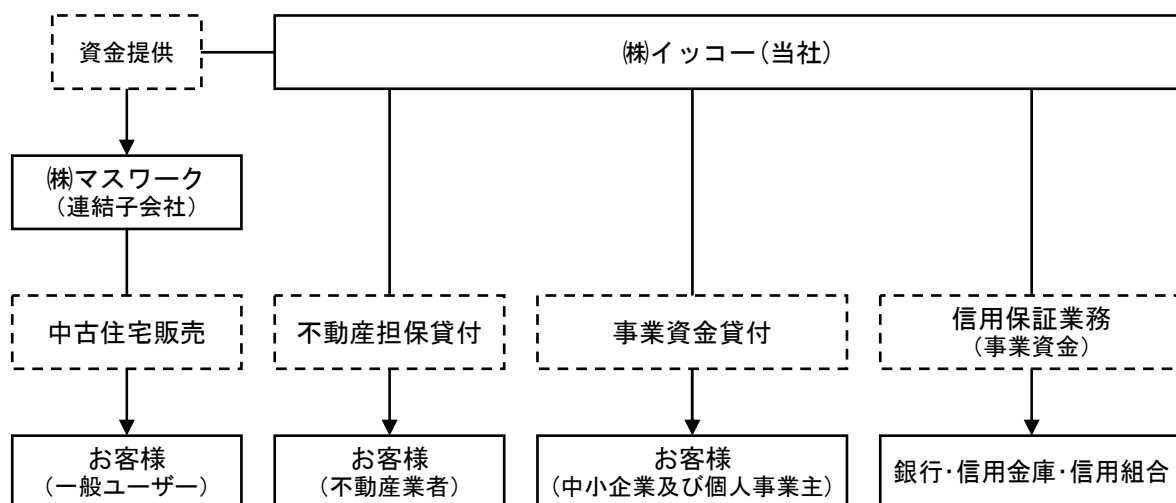 資金提供
㈱イッコー(当社)
㈱マスワーク
(連結子会社)
中古住宅販売
不動産担保貸付
事業資金貸付
信用保証業務
(事業資金)
お客様
(一般ユーザー)
お客様
(不動産業者)
お客様
(中小企業及び個人事業主)
銀行・信用金庫・信用組合